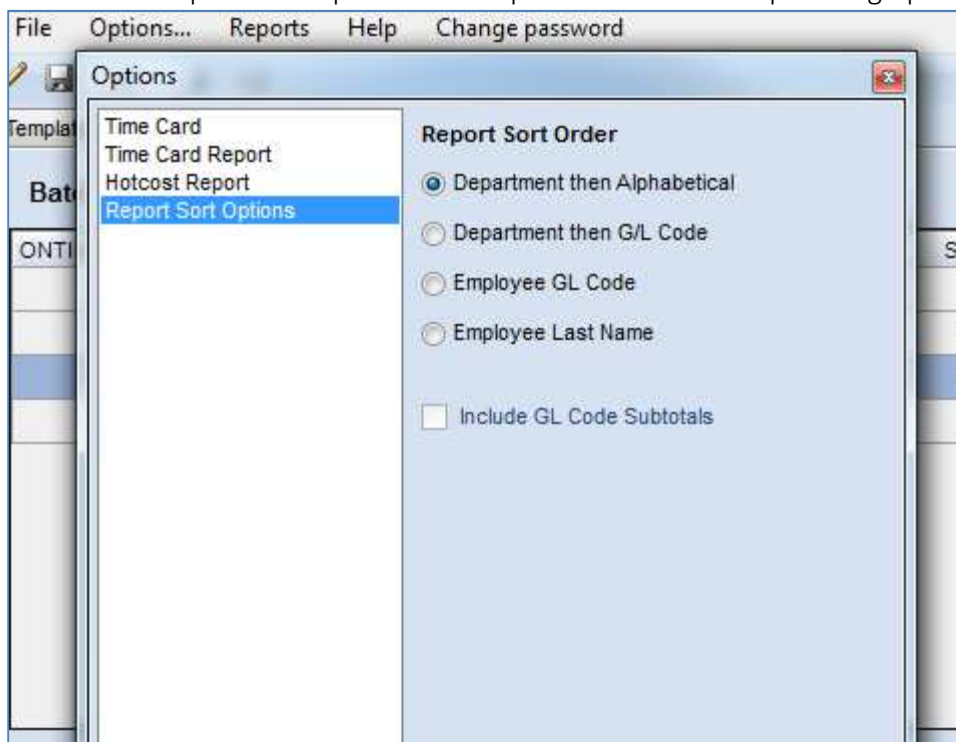 File Options... Reports Help Change password
Options
Templat
Time Card
Time Card Report
Hotcost Report
Report Sort Options
Report Sort Order
Department then Alphabetical
Department then G/L Code
Employee GL Code
Employee Last Name
Include GL Code Subtotals
Bat
ONTI
S